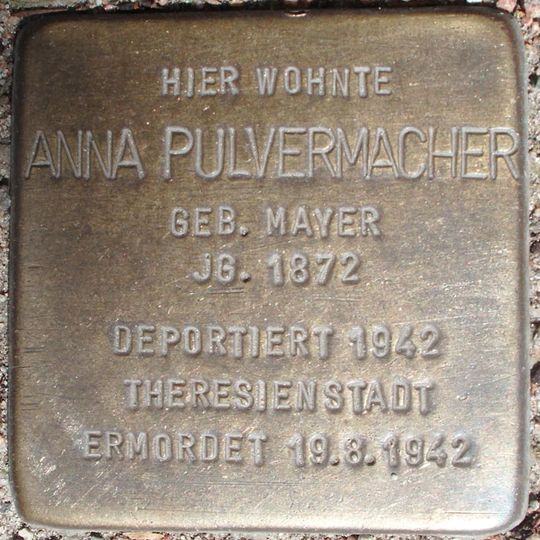 HIER WOHNTE
ANNA PULVERMACHER
GEB. MAYER
JG. 1872
DEPORTIERT 1942
THERESIENSTADT
ERMORDET 19.8.1942